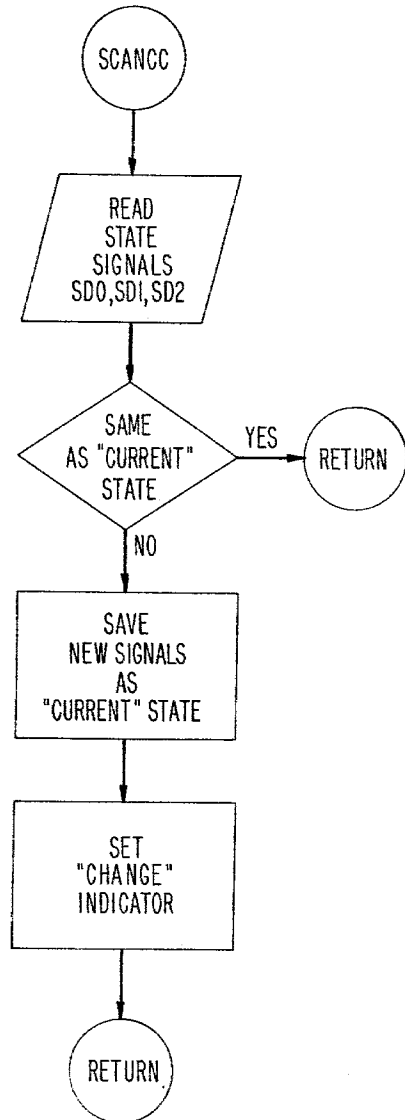 SCANCC
READ
STATE
SIGNALS
SD0,SD1,SD2
SAME
AS "CURRENT"
STATE
YES
RETURN
NO
SAVE
NEW SIGNALS
AS
"CURRENT" STATE
SET
"CHANGE"
INDICATOR
RETURN